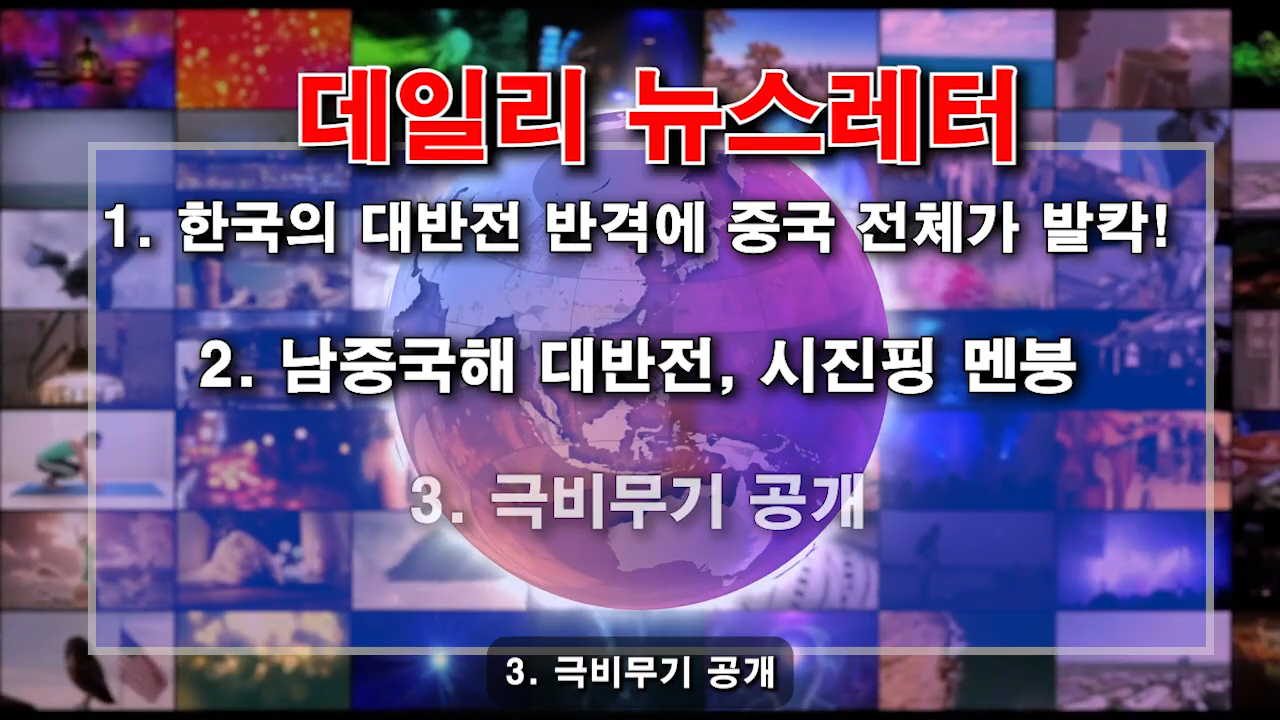 데일리 뉴스레터
1. 한국의 대반전 반격에 중국 전체가 발칵!
2. 남중국해 대반전, 시진핑 멘붕
3. 극비무기 공개
3. 극비무기 공개